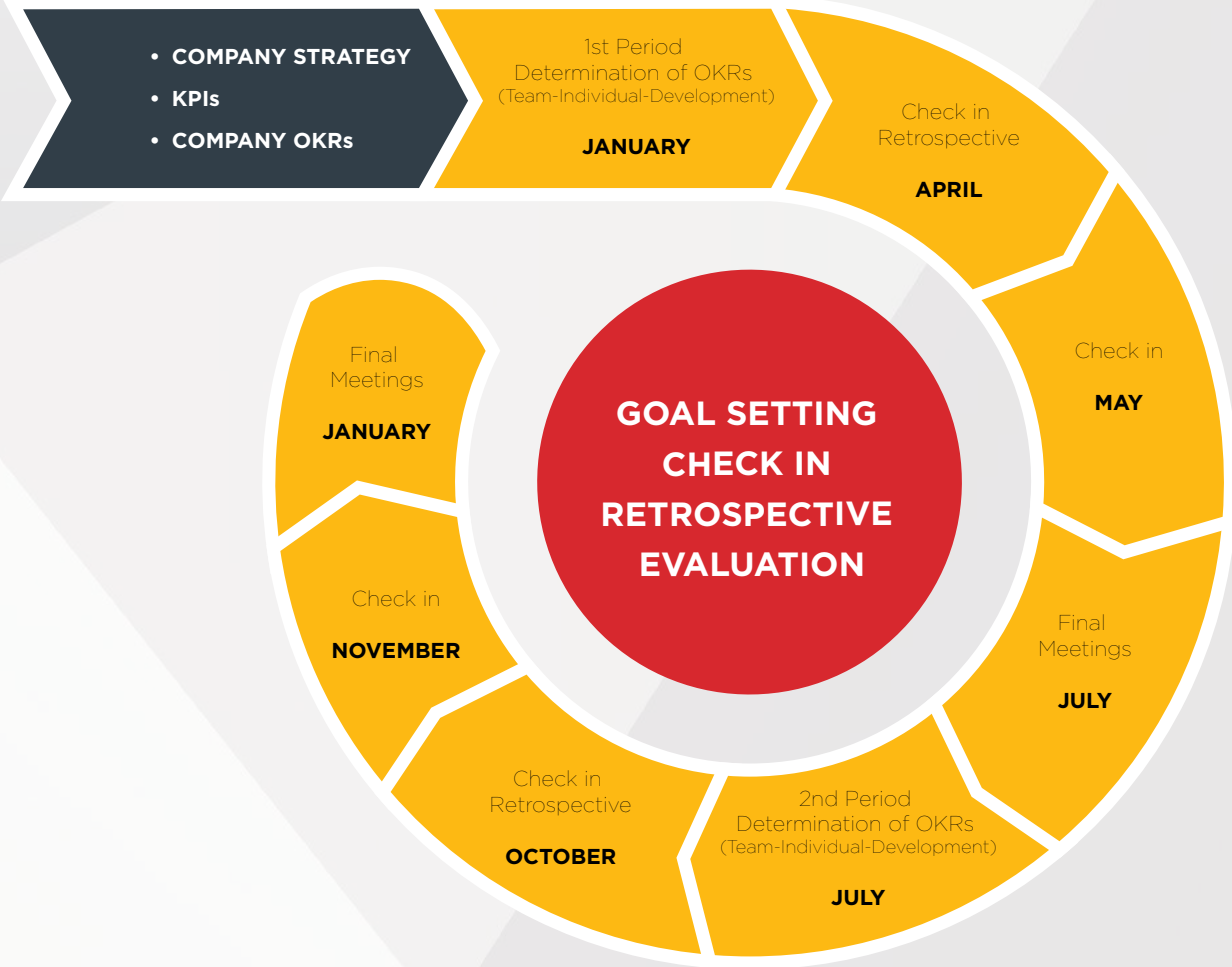 • COMPANY STRATEGY
• KPIs
• COMPANY OKRs
1st Period
Determination of OKRs
(Team-Individual-Development)
JANUARY
Check in
Retrospective
APRIL
Check in
MAY
Final
Meetings
JULY
2nd Period
Determination of OKRs
(Team-Individual-Development)
JULY
Check in
Retrospective
OCTOBER
Check in
NOVEMBER
Final
Meetings
JANUARY
GOAL SETTING
CHECK IN
RETROSPECTIVE
EVALUATION